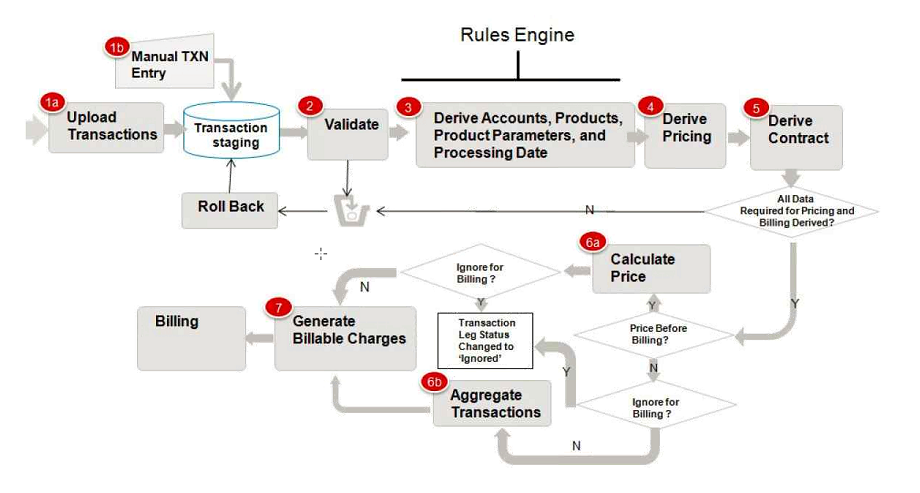 Rules Engine
1b
Manual TXN
Entry
1a
Upload
Transactions
Transaction
staging
2
Validate
3
Derive Accounts, Products,
Product Parameters, and
Processing Date
4
Derive
Pricing
5
Derive
Contract
Roll Back
N
All Data
Required for Pricing and
Billing Derived?
Y
6a
Calculate
Price
Ignore for
Billing ?
N
Y
Y
Price Before
Billing?
N
7
Generate
Billable Charges
Billing
Transaction
Leg Status
Changed to
‘Ignored’
Y
Ignore for
Billing ?
6b
Aggregate
Transactions
N